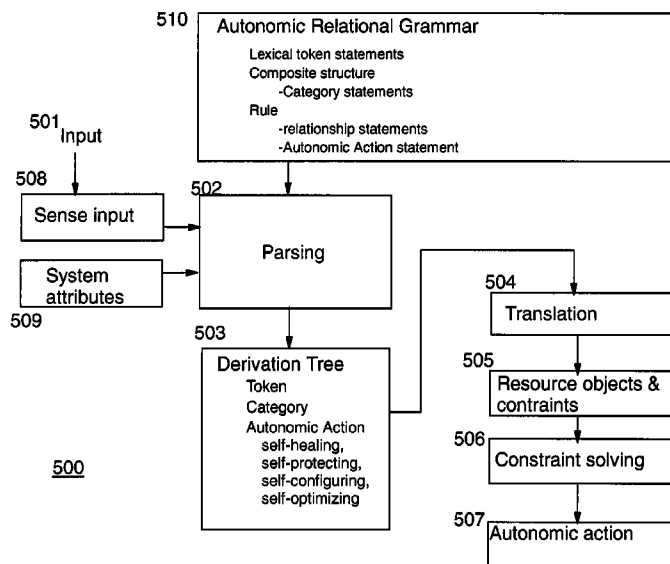 510
Autonomic Relational Grammar
Lexical token statements
Composite structure
-Category statements
Rule
-relationship statements
-Autonomic Action statement
501
Input
508
Sense input
502
Parsing
System
attributes
509
503
Derivation Tree
Token
Category
Autonomic Action
self-healing,
self-protecting,
self-configuring,
self-optimizing
504
Translation
505
Resource objects &
contraints
506
Constraint solving
507
Autonomic action
500